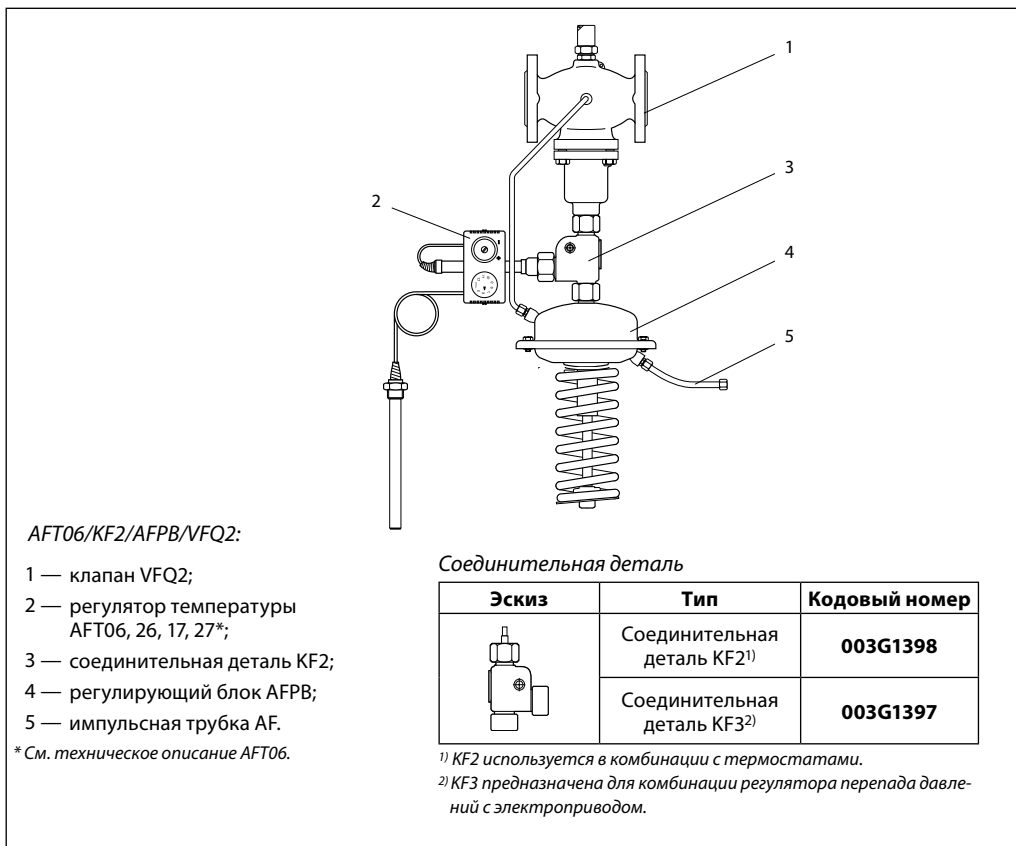 1
2
3
4
5
AFT06/KF2/AFPB/VFQ2:
1 — клапан VFQ2;
2 — регулятор температуры
AFT06, 26, 17, 27*;
3 — соединительная деталь KF2;
4 — регулирующий блок AFPB;
5 — импульсная трубка AF.
* См. техническое описание AFT06.
Соединительная деталь
Эскиз Тип Кодовый номер
Соединительная
деталь KF2¹⁾
003G1398
Соединительная
деталь KF3²⁾
003G1397
¹⁾ KF2 используется в комбинации с термостатами.
²⁾ KF3 предназначена для комбинации регулятора перепада давле-
ний с электроприводом.